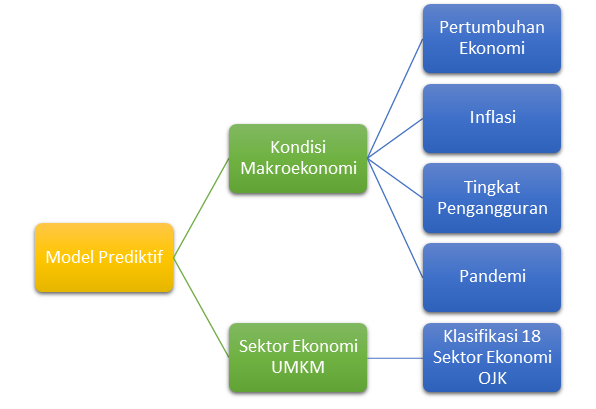 Model Prediktif
Kondisi
Makroekonomi
Pertumbuhan
Ekonomi
Inflasi
Tingkat
Pengangguran
Pandemi
Sektor Ekonomi
UMKM
Klasifikasi 18
Sektor Ekonomi
OJK